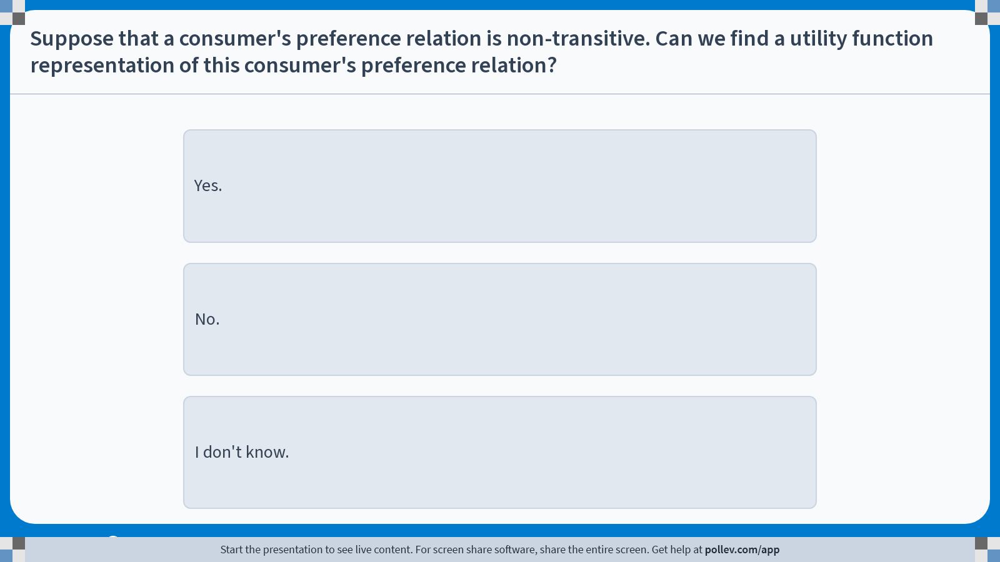 Suppose that a consumer's preference relation is non-transitive. Can we find a utility function
representation of this consumer's preference relation?
Yes.
No.
I don't know.
Start the presentation to see live content. For screen share software, share the entire screen. Get help at pollev.com/app